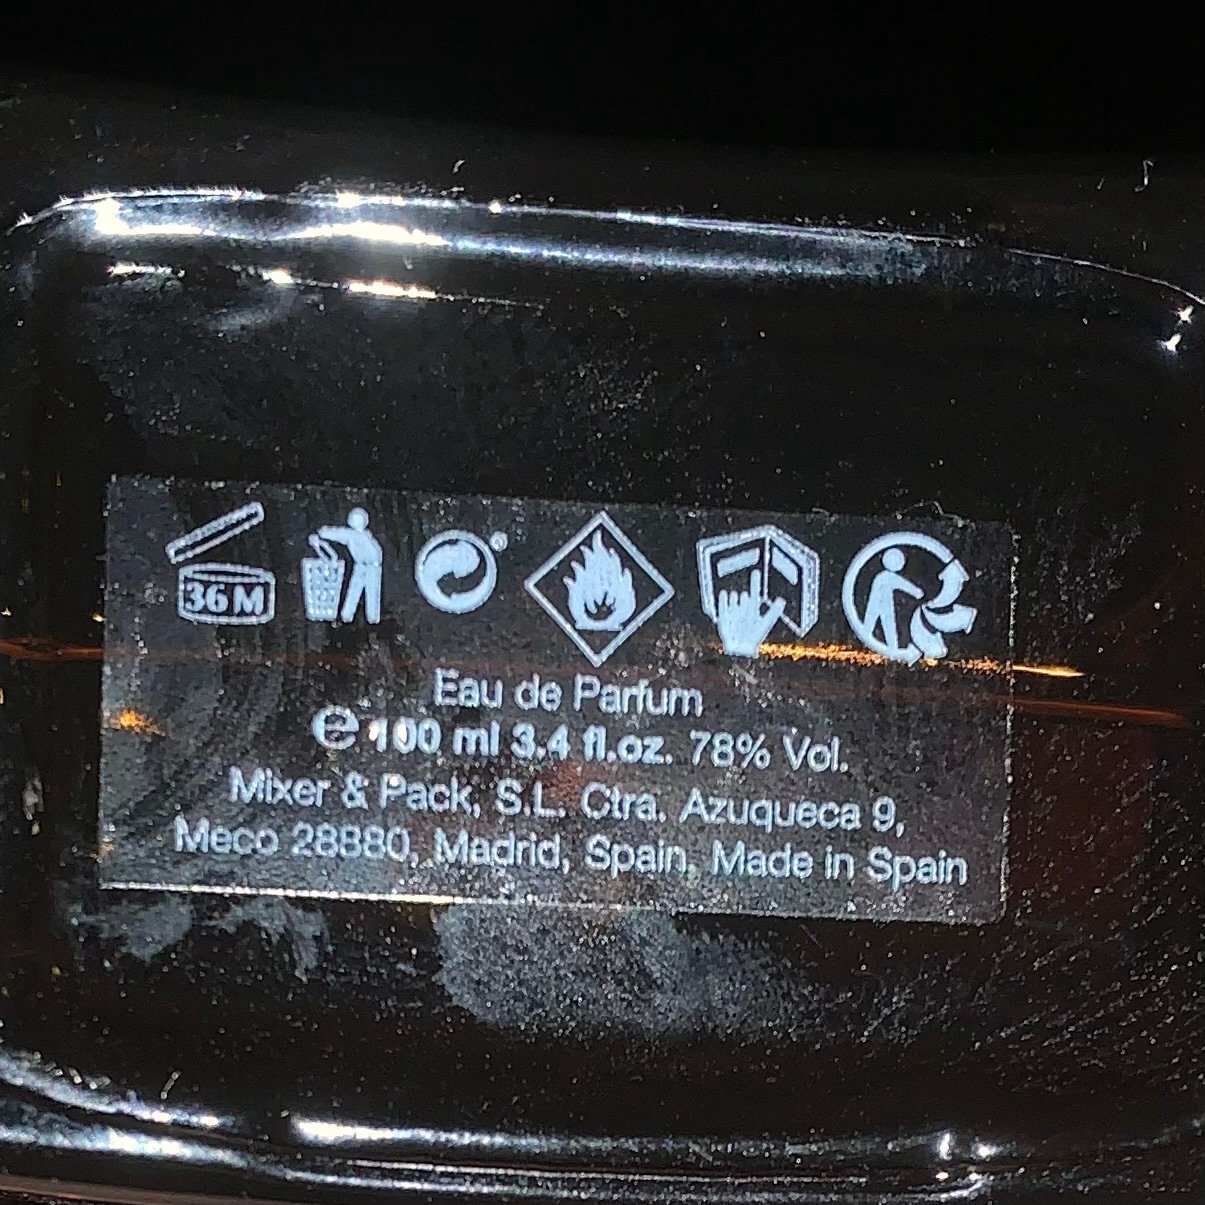 36M
Eau de Parfum
e 100 ml 3.4 fl.oz. 78% Vol.
Mixer & Pack, S.L. Ctra. Azuqueca 9,
Meco 28880, Madrid, Spain, Made in Spain